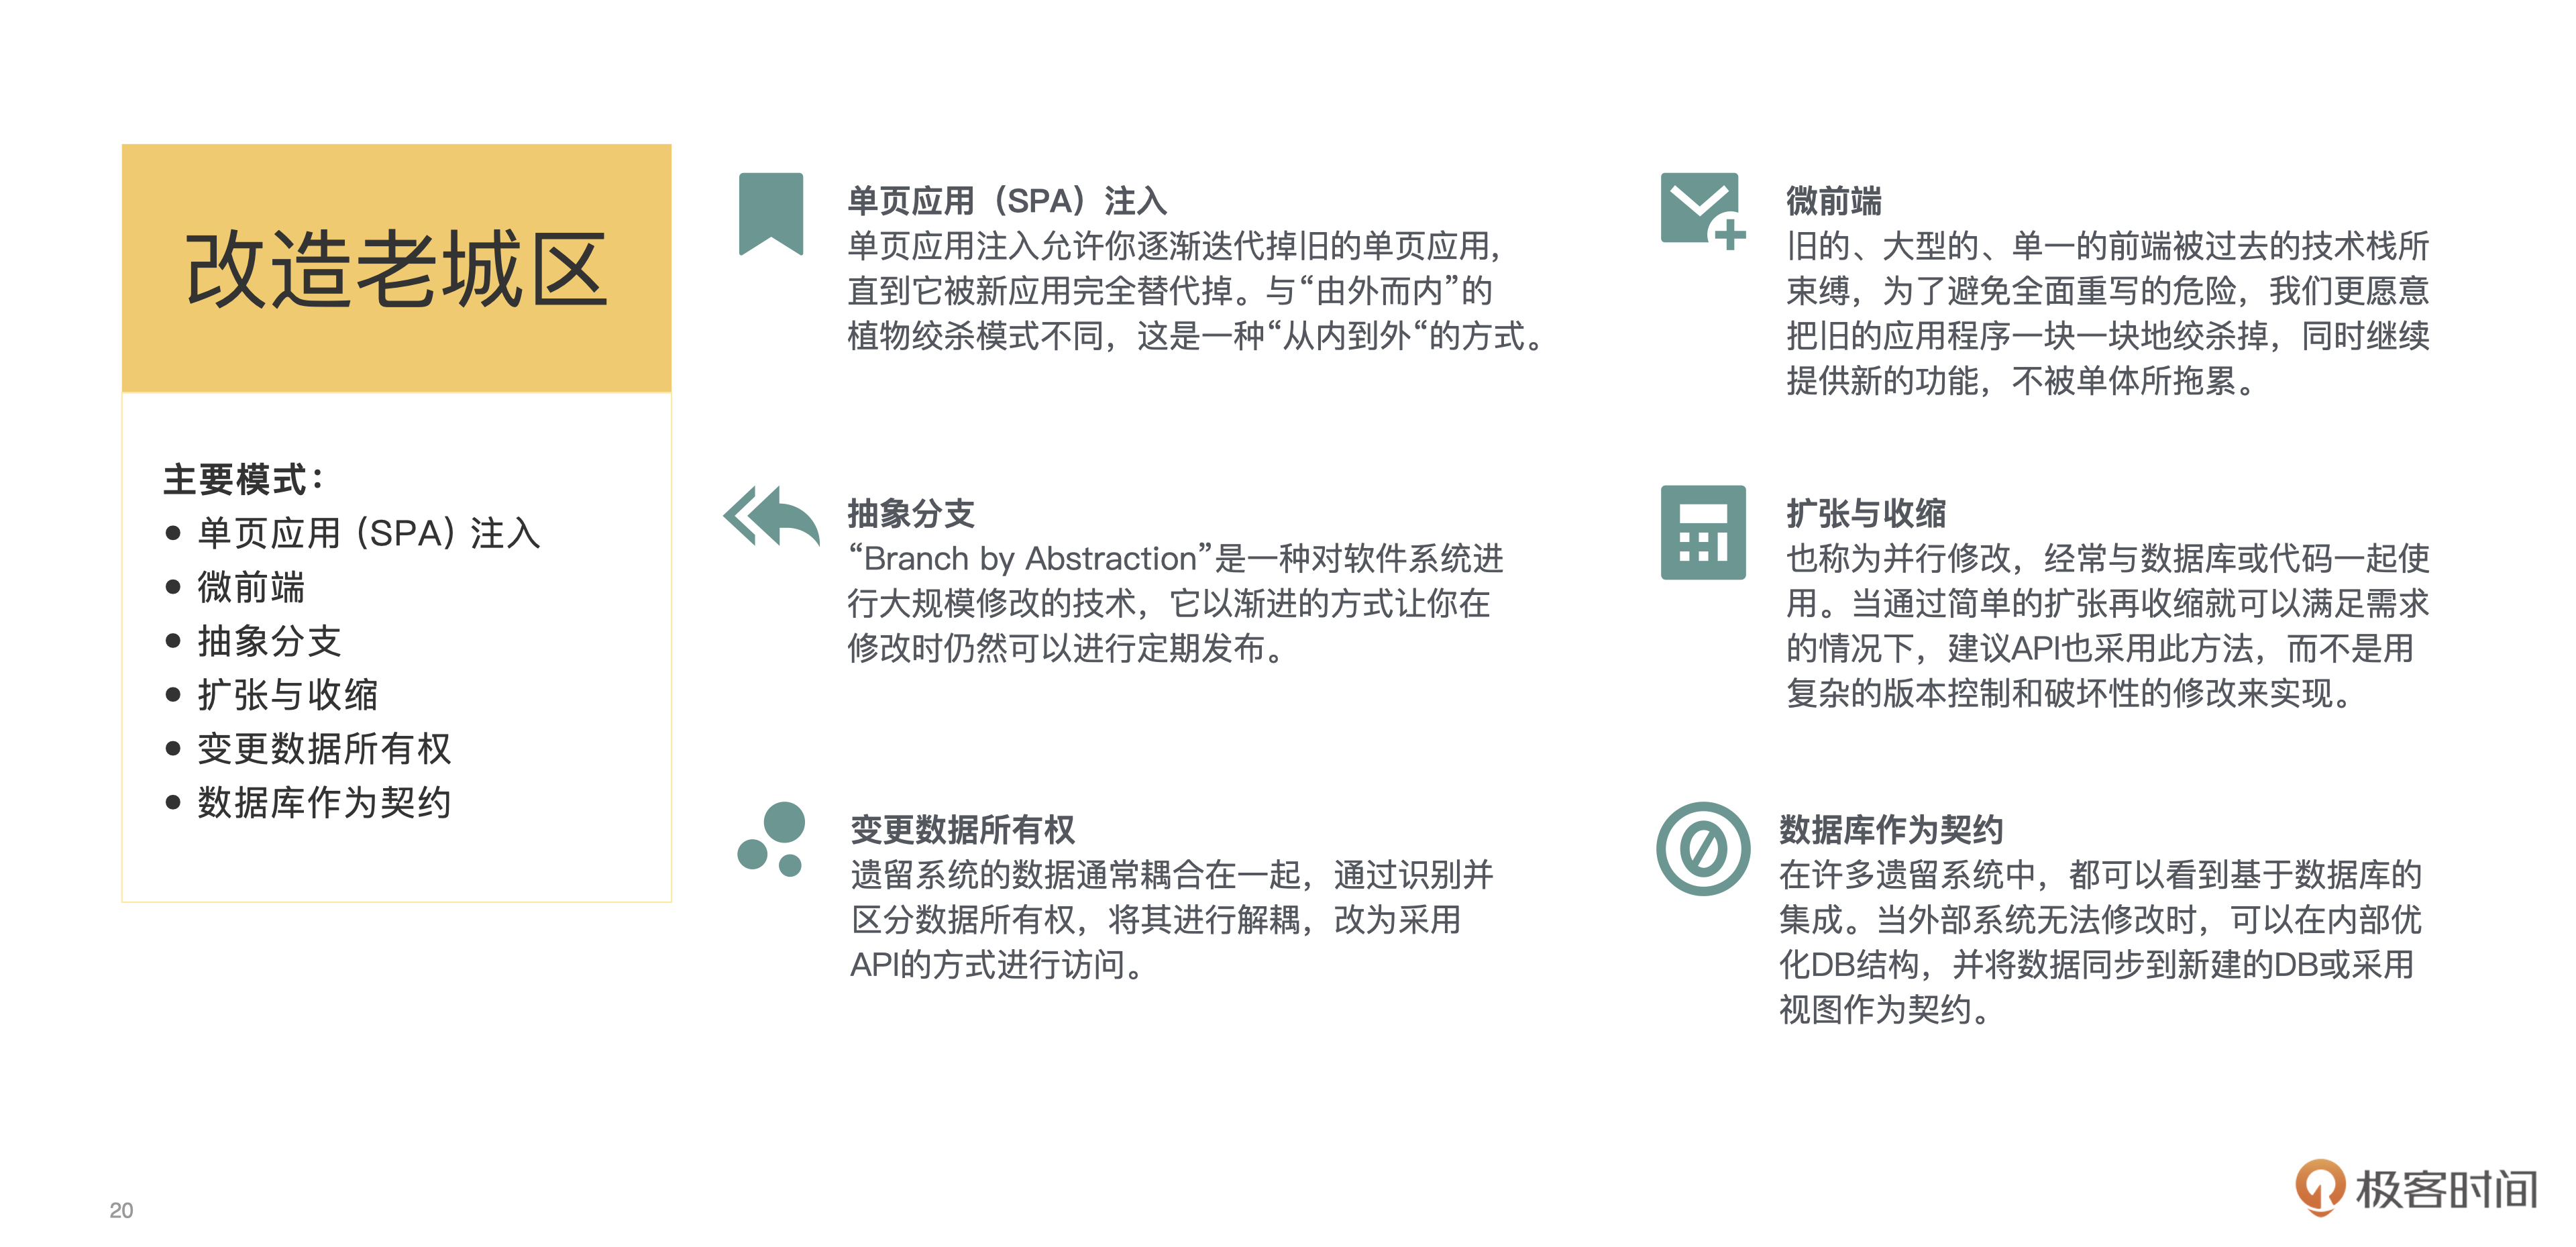 改造老城区
主要模式：
• 单页应用（SPA）注入
• 微前端
• 抽象分支
• 扩张与收缩
• 变更数据所有权
• 数据库作为契约
单页应用（SPA）注入
单页应用注入允许你逐渐迭代掉旧的单页应用，
直到它被新应用完全替代掉。与“由外而内”的
植物绞杀模式不同，这是一种“从内到外“的方式。
微前端
旧的、大型的、单一的前端被过去的技术栈所
束缚，为了避免全面重写的危险，我们更愿意
把旧的应用程序一块一块地绞杀掉，同时继续
提供新的功能，不被单体所拖累。
抽象分支
“Branch by Abstraction”是一种对软件系统进
行大规模修改的技术，它以渐进的方式让你在
修改时仍然可以进行定期发布。
扩张与收缩
也称为并行修改，经常与数据库或代码一起使
用。当通过简单的扩张再收缩就可以满足需求
的情况下，建议API也采用此方法，而不是用
复杂的版本控制和破坏性的修改来实现。
变更数据所有权
遗留系统的数据通常耦合在一起，通过识别并
区分数据所有权，将其进行解耦，改为采用
API的方式进行访问。
数据库作为契约
在许多遗留系统中，都可以看到基于数据库的
集成。当外部系统无法修改时，可以在内部优
化DB结构，并将数据同步到新建的DB或采用
视图作为契约。
20
极客时间